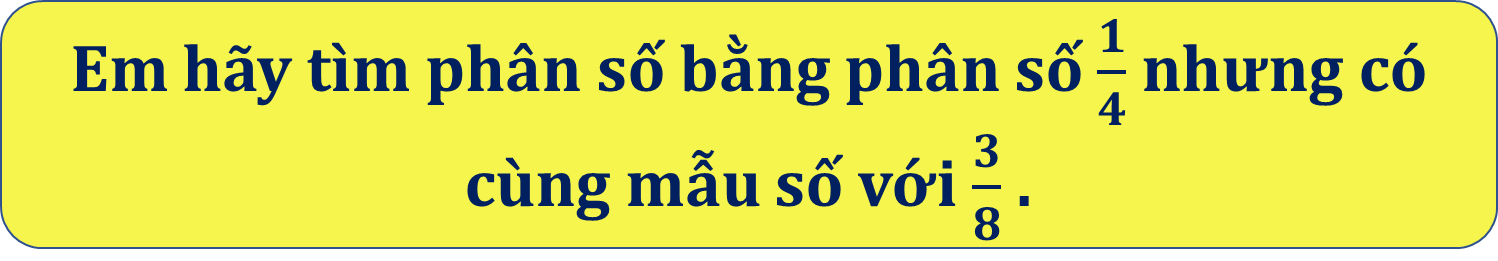 Em hãy tìm phân số bằng phân số 1/4 nhưng có
cùng mẫu số với 3/8 .